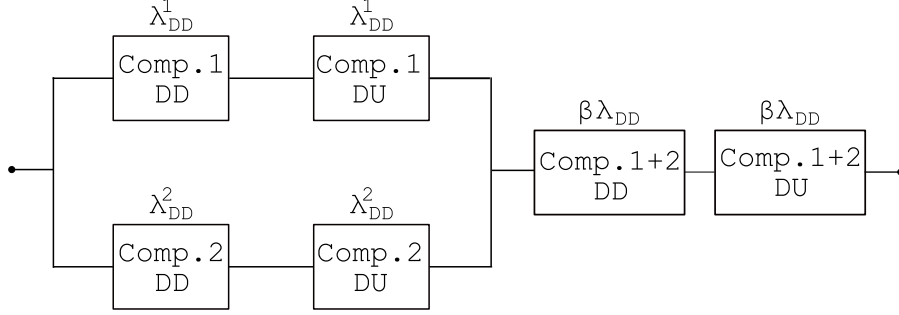 λ¹DD λ¹DD
Comp.1 Comp.1
DD DU
βλDD βλDD
Comp.1+2 Comp.1+2
DD DU
λ²DD λ²DD
Comp.2 Comp.2
DD DU